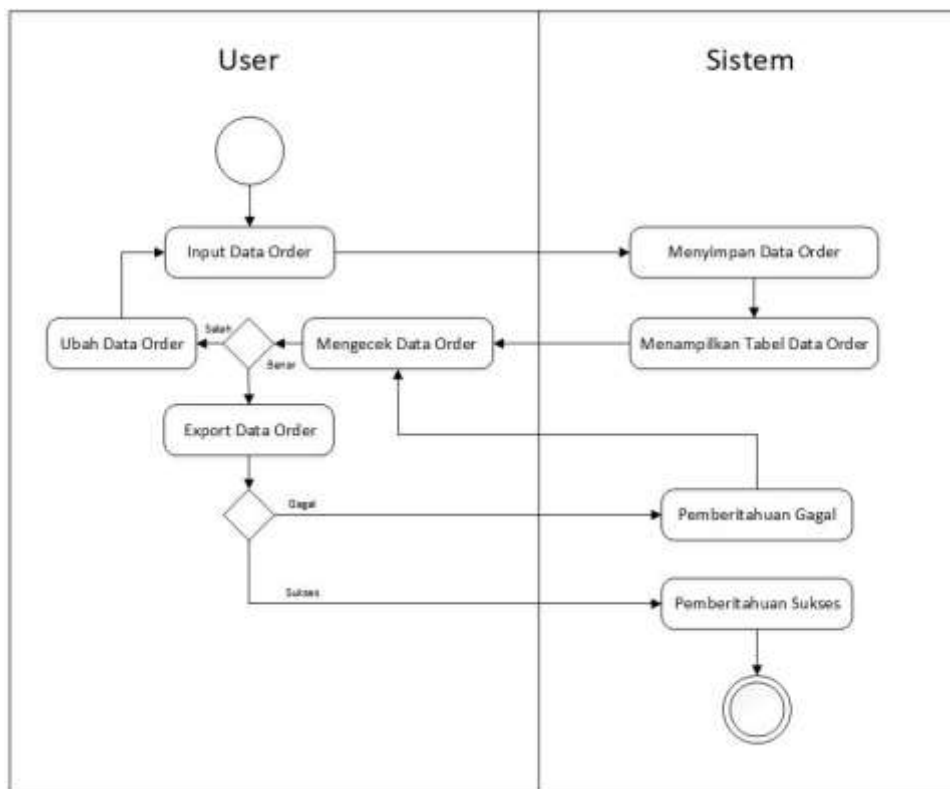 User
Sistem
Input Data Order
Menyimpan Data Order
Ubah Data Order
Salah
Benar
Mengecek Data Order
Menampilkan Tabel Data Order
Export Data Order
Gagal
Pemberitahuan Gagal
Sukses
Pemberitahuan Sukses